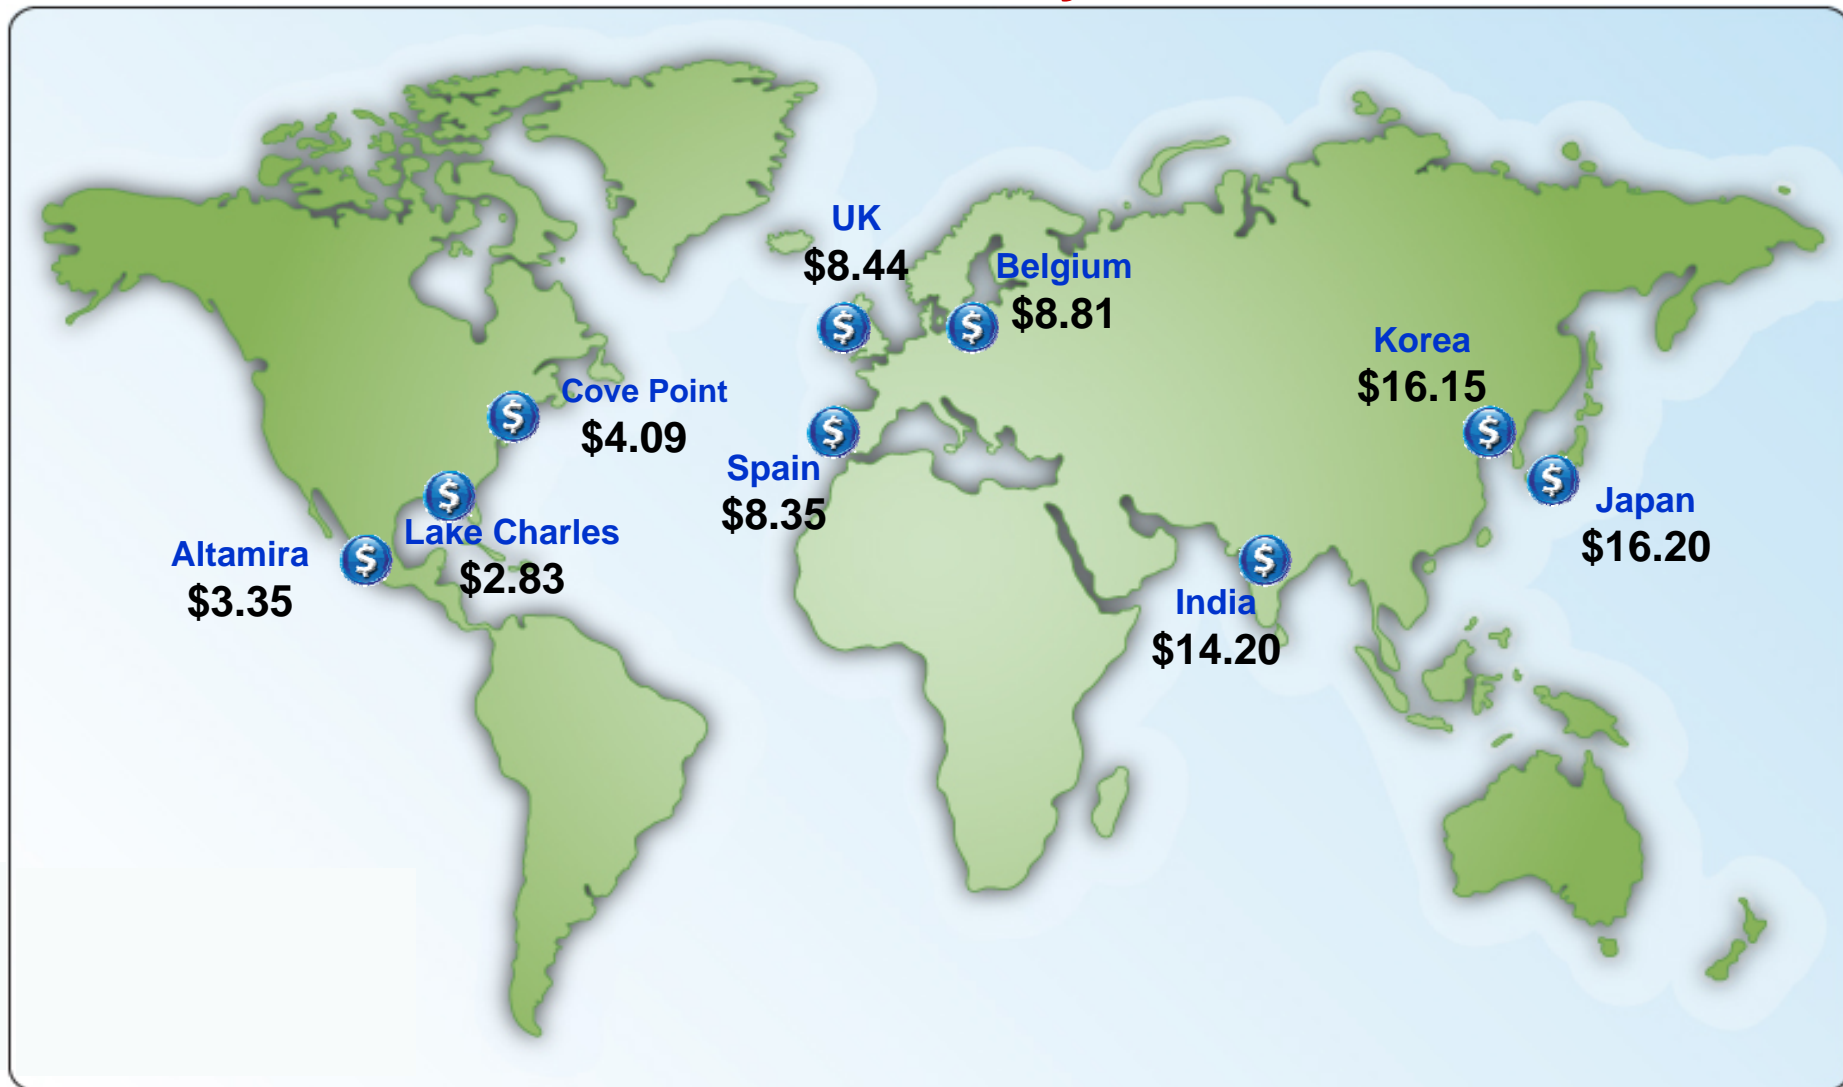 UK
$8.44
Belgium
$8.81
Korea
$16.15
Cove Point
$4.09
Spain
$8.35
Japan
$16.20
Lake Charles
$2.83
Altamira
$3.35
India
$14.20